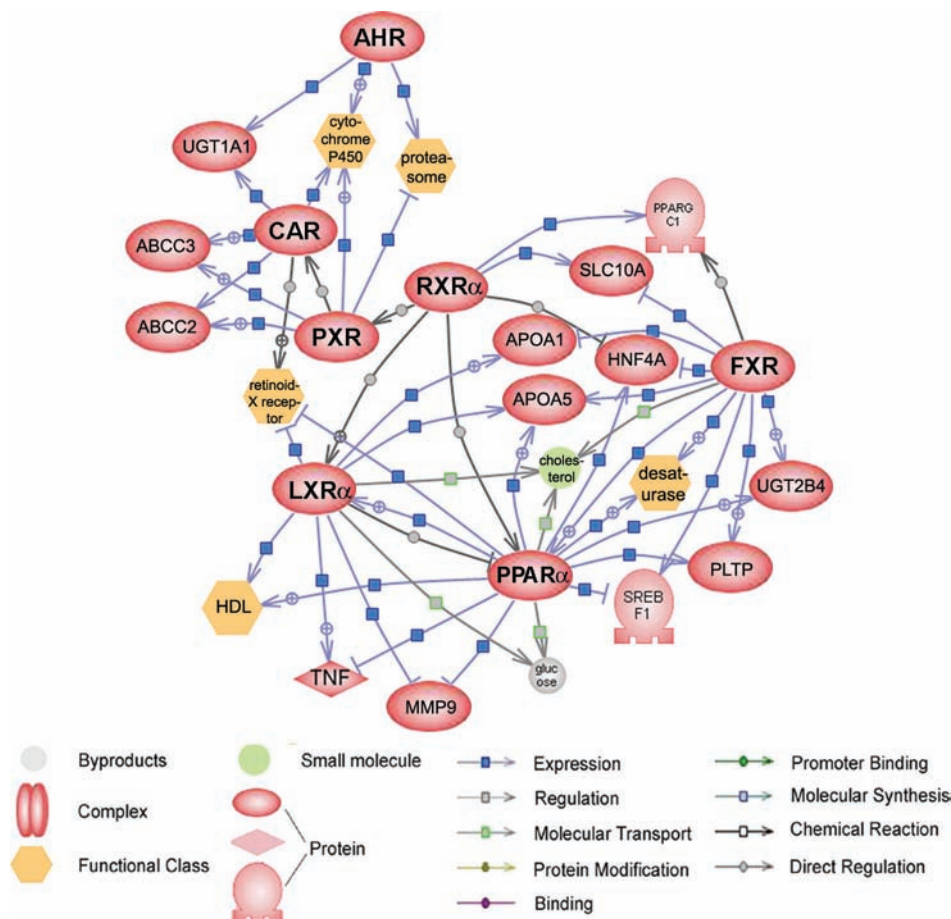 AHR
UGT1A1
cyto-
chrome
P450
protea-
some
PPARG
C1
CAR
ABCC3
SLC10A
RXRα
ABCC2
PXR
APOA1
HNF4A
FXR
retinoid-
X recep-
tor
APOA5
choles-
terol
desat-
urase
LXRα
UGT2B4
PPARα
PLTP
SREB
F1
HDL
TNF
gluc
ose
MMP9
Byproducts
Small molecule
Expression
Promoter Binding
Complex
Regulation
Molecular Synthesis
Protein
Molecular Transport
Chemical Reaction
Functional Class
Protein Modification
Direct Regulation
Binding